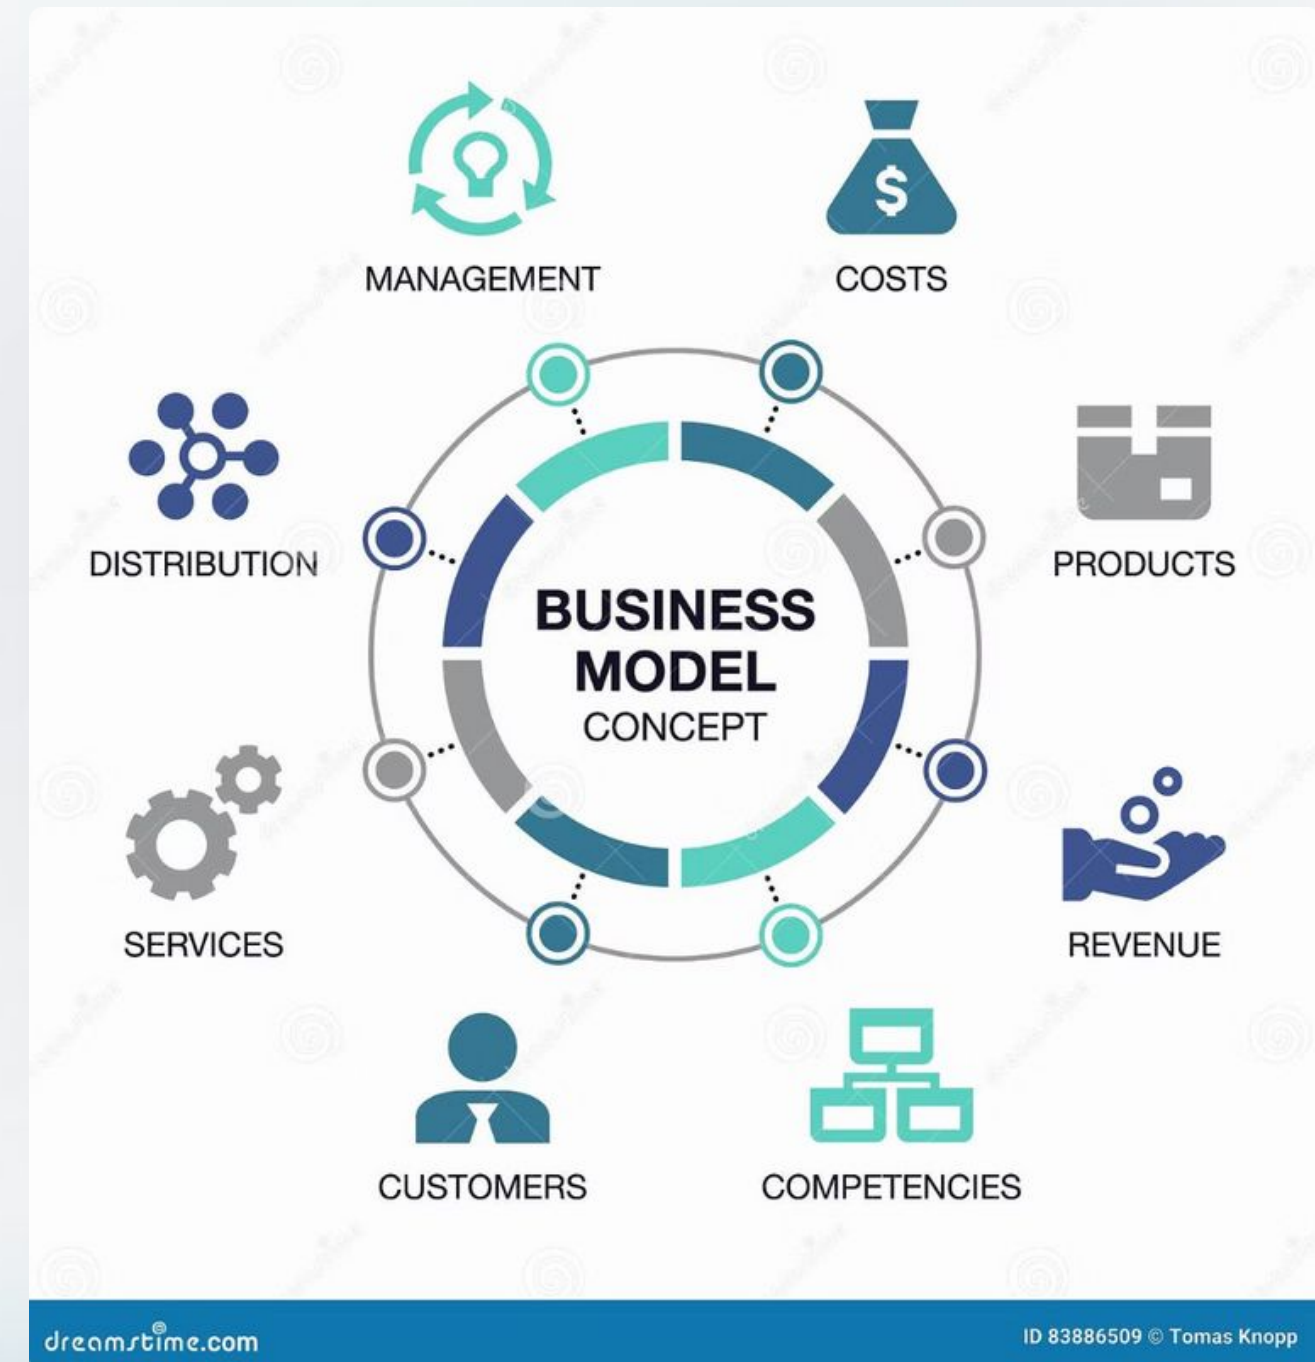 MANAGEMENT
COSTS
DISTRIBUTION
PRODUCTS
$
BUSINESS
MODEL
CONCEPT
SERVICES
REVENUE
CUSTOMERS
COMPETENCIES
dreamstime.com
ID 83886509 © Tomas Knopp